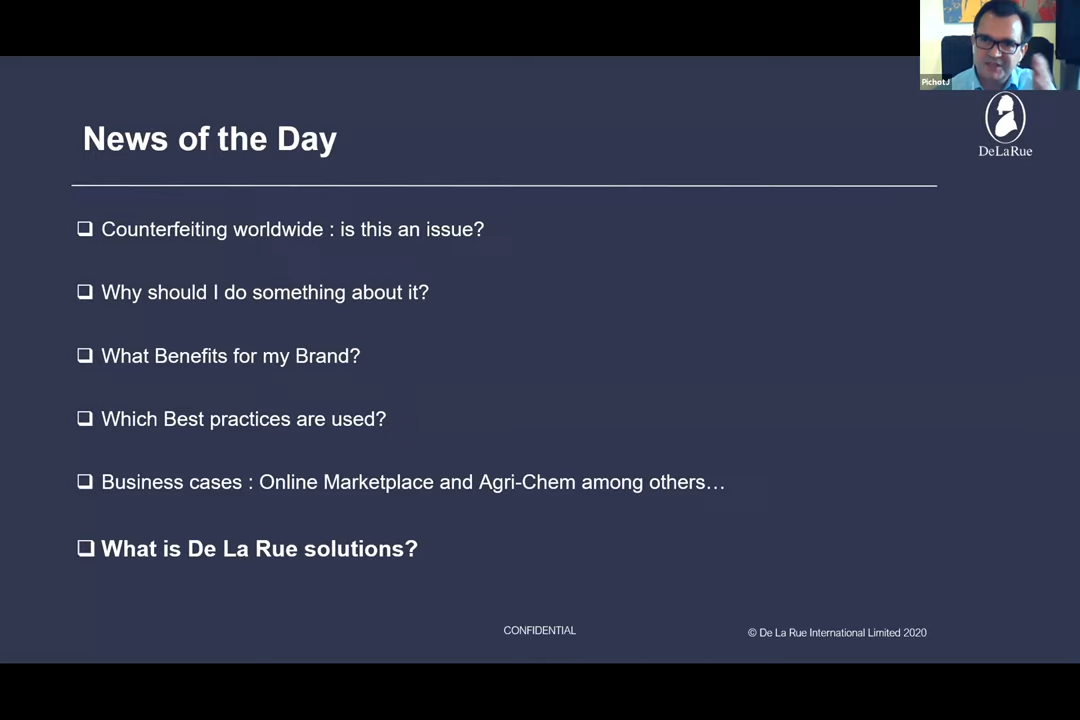 PichotJ
DeLaRue
News of the Day
Counterfeiting worldwide : is this an issue?
Why should I do something about it?
What Benefits for my Brand?
Which Best practices are used?
Business cases : Online Marketplace and Agri-Chem among others…
What is De La Rue solutions?
CONFIDENTIAL
© De La Rue International Limited 2020